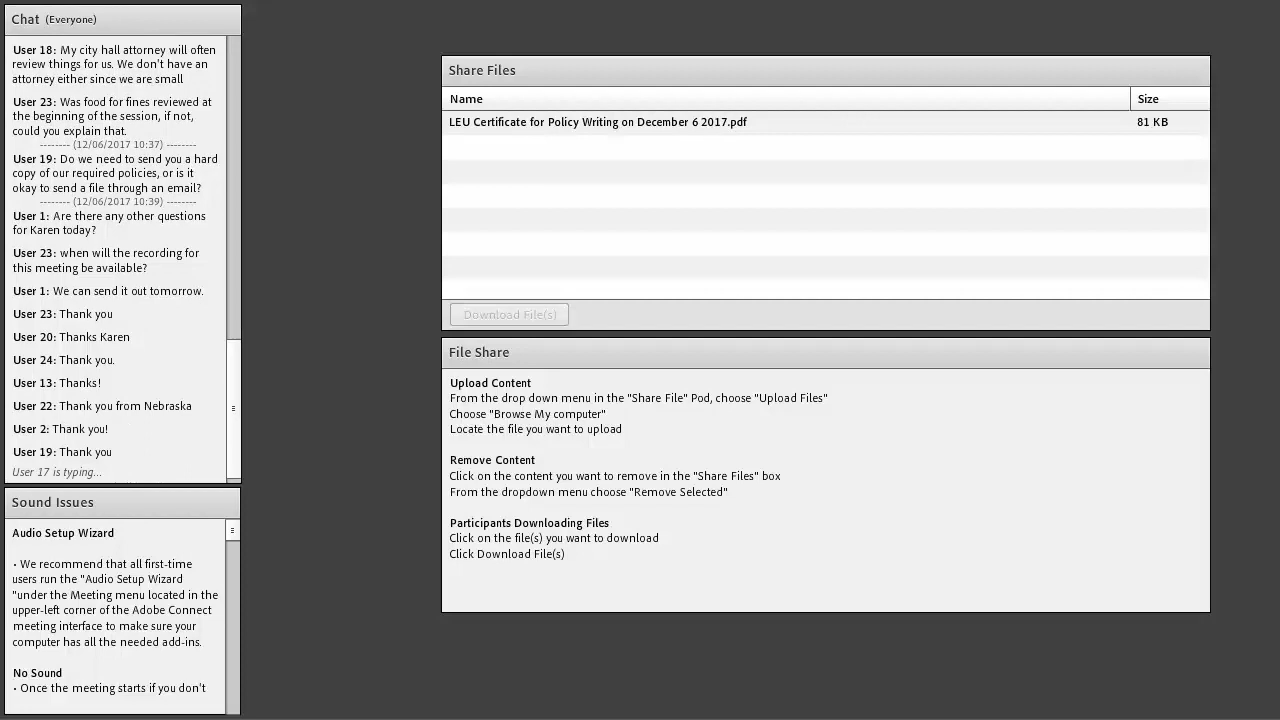 Chat (Everyone)
User 18: My city hall attorney will often
review things for us. We don't have an
attorney either since we are small
User 23: Was food for fines reviewed at
the beginning of the session, if not,
could you explain that.
-------- (12/06/2017 10:37) --------
User 19: Do we need to send you a hard
copy of our required policies, or is it
okay to send a file through an email?
-------- (12/06/2017 10:39) --------
User 1: Are there any other questions
for Karen today?
User 23: when will the recording for
this meeting be available?
User 1: We can send it out tomorrow.
User 23: Thank you
User 20: Thanks Karen
User 24: Thank you.
User 13: Thanks!
User 22: Thank you from Nebraska
User 2: Thank you!
User 19: Thank you
User 17 is typing...
Sound Issues
Audio Setup Wizard
• We recommend that all first-time
users run the "Audio Setup Wizard
"under the Meeting menu located in the
upper-left corner of the Adobe Connect
meeting interface to make sure your
computer has all the needed add-ins.
No Sound
• Once the meeting starts if you don't
Share Files
Name Size
LEU Certificate for Policy Writing on December 6 2017.pdf 81 KB
Download File(s)
File Share
Upload Content
From the drop down menu in the "Share File" Pod, choose "Upload Files"
Choose "Browse My computer"
Locate the file you want to upload
Remove Content
Click on the content you want to remove in the "Share Files" box
From the dropdown menu choose "Remove Selected"
Participants Downloading Files
Click on the file(s) you want to download
Click Download File(s)